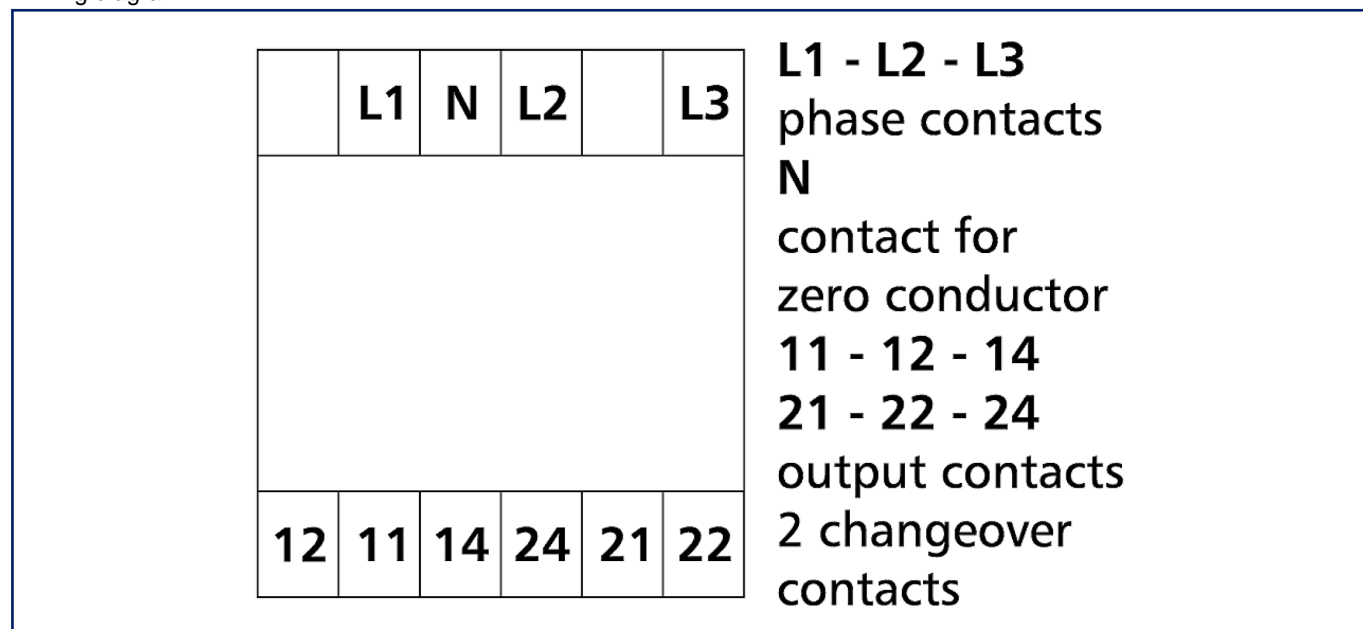 L1 N L2 L3
12 11 14 24 21 22
L1 - L2 - L3
phase contacts
N
contact for
zero conductor
11 - 12 - 14
21 - 22 - 24
output contacts
2 changeover
contacts